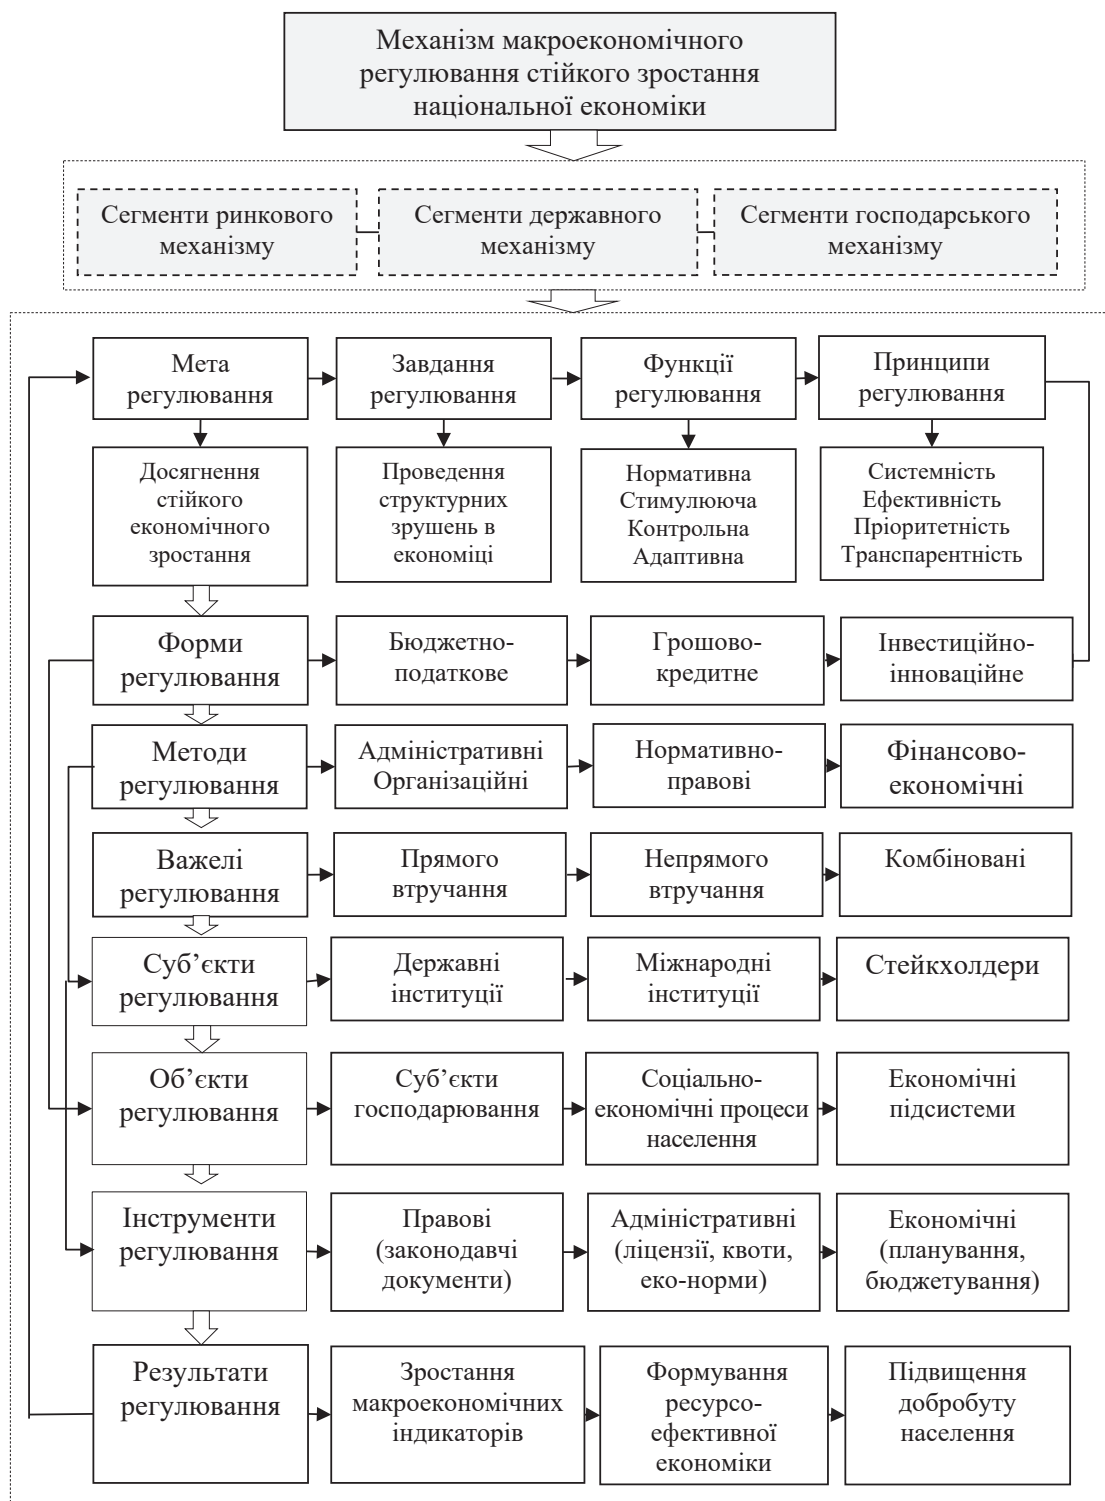 Механізм макроекономічного
регулювання стійкого зростання
національної економіки
Сегменти ринкового
механізму
Сегменти державного
механізму
Сегменти господарського
механізму
Мета
регулювання
Завдання
регулювання
Функції
регулювання
Принципи
регулювання
Досягнення
стійкого
економічного
зростання
Проведення
структурних
зрушень в
економіці
Нормативна
Стимулююча
Контрольна
Адаптивна
Системність
Ефективність
Пріоритетність
Транспарентність
Форми
регулювання
Бюджетно-
податкове
Грошово-
кредитне
Інвестиційно-
інноваційне
Методи
регулювання
Адміністративні
Організаційні
Нормативно-
правові
Фінансово-
економічні
Важелі
регулювання
Прямого
втручання
Непрямого
втручання
Комбіновані
Суб’єкти
регулювання
Державні
інституції
Міжнародні
інституції
Стейкхолдери
Об’єкти
регулювання
Суб’єкти
господарювання
Соціально-
економічні процеси
населення
Економічні
підсистеми
Інструменти
регулювання
Правові
(законодавчі
документи)
Адміністративні
(ліцензії, квоти,
еко-норми)
Економічні
(планування,
бюджетування)
Результати
регулювання
Зростання
макроекономічних
індикаторів
Формування
ресурсо-
ефективної
економіки
Підвищення
добробуту
населення